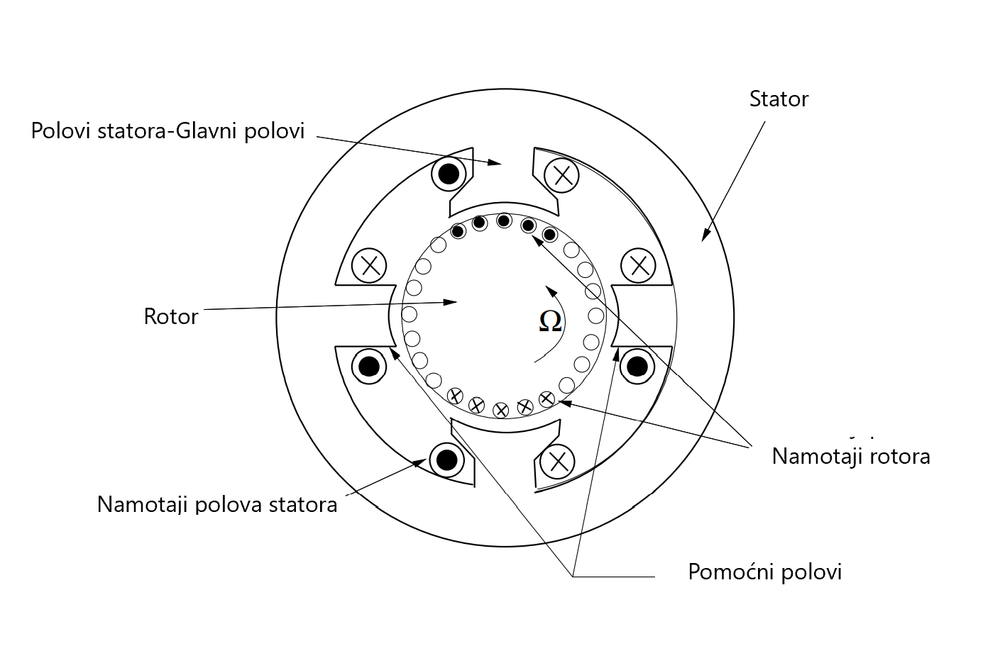 Stator
Polovi statora-Glavni polovi
Rotor
Ω
Namotaji rotora
Namotaji polova statora
Pomoćni polovi